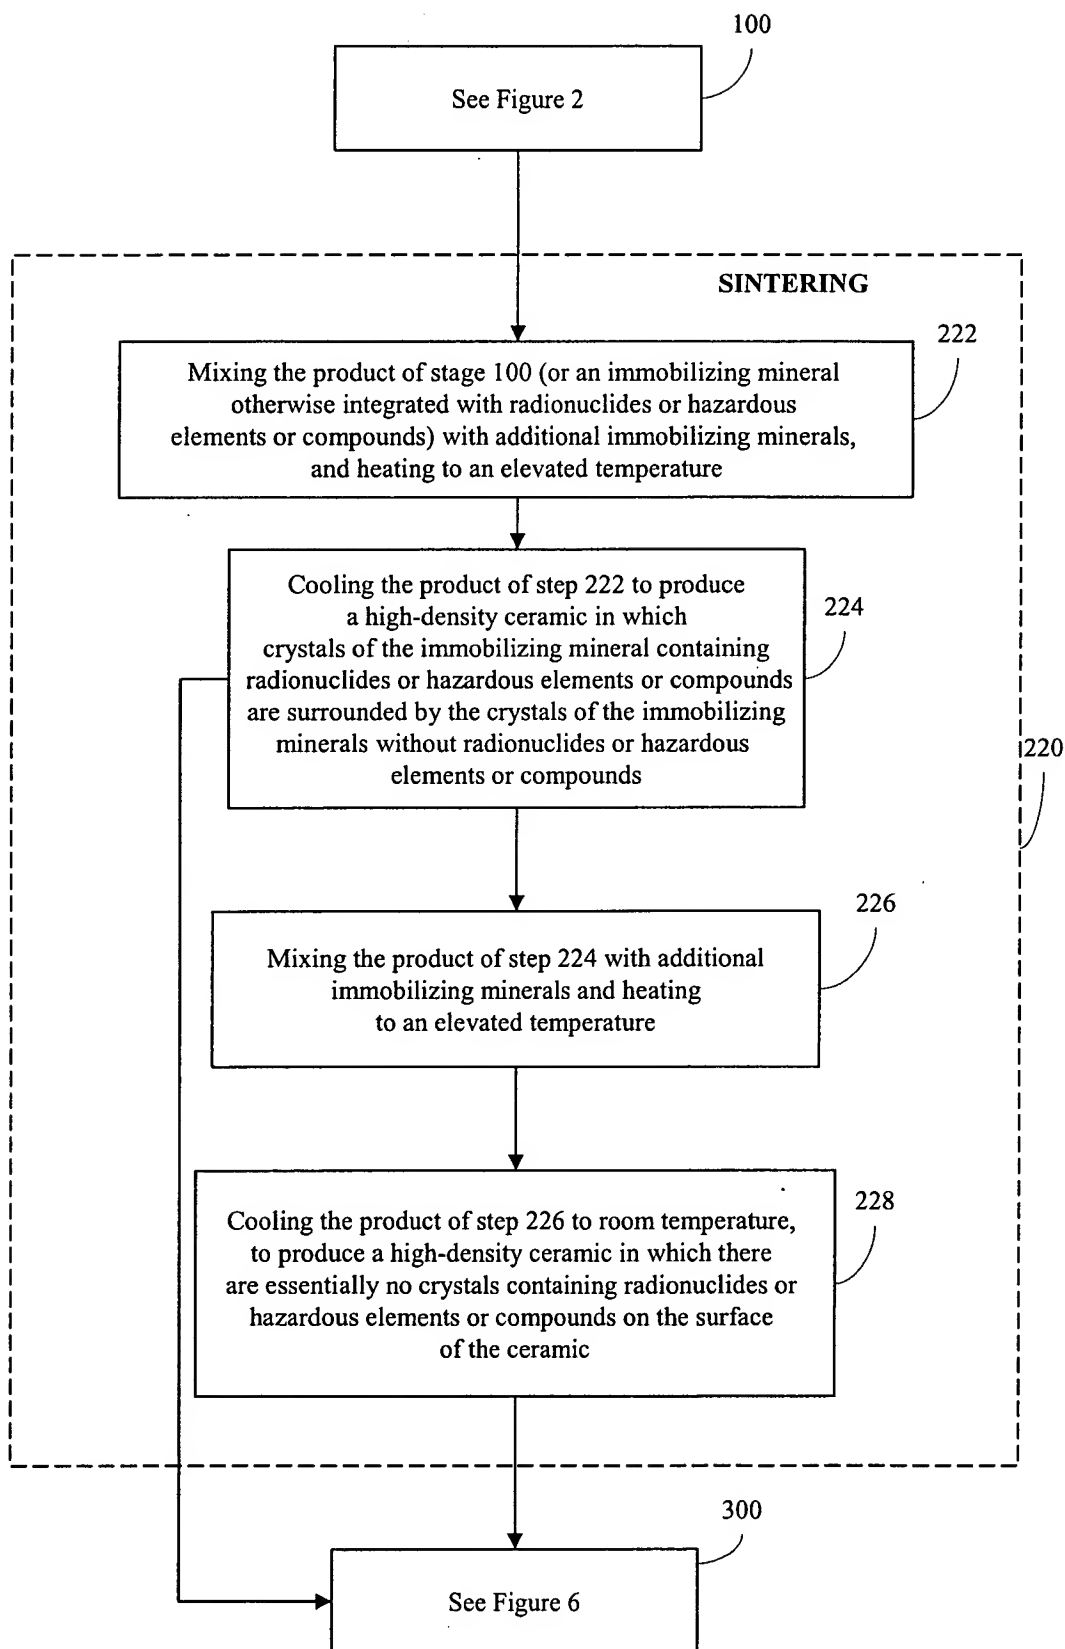 100
See Figure 2
SINTERING
222
Mixing the product of stage 100 (or an immobilizing mineral
otherwise integrated with radionuclides or hazardous
elements or compounds) with additional immobilizing minerals,
and heating to an elevated temperature
Cooling the product of step 222 to produce
a high-density ceramic in which
crystals of the immobilizing mineral containing
radionuclides or hazardous elements or compounds
are surrounded by the crystals of the immobilizing
minerals without radionuclides or hazardous
elements or compounds
224
220
226
Mixing the product of step 224 with additional
immobilizing minerals and heating
to an elevated temperature
228
Cooling the product of step 226 to room temperature,
to produce a high-density ceramic in which there
are essentially no crystals containing radionuclides or
hazardous elements or compounds on the surface
of the ceramic
300
See Figure 6